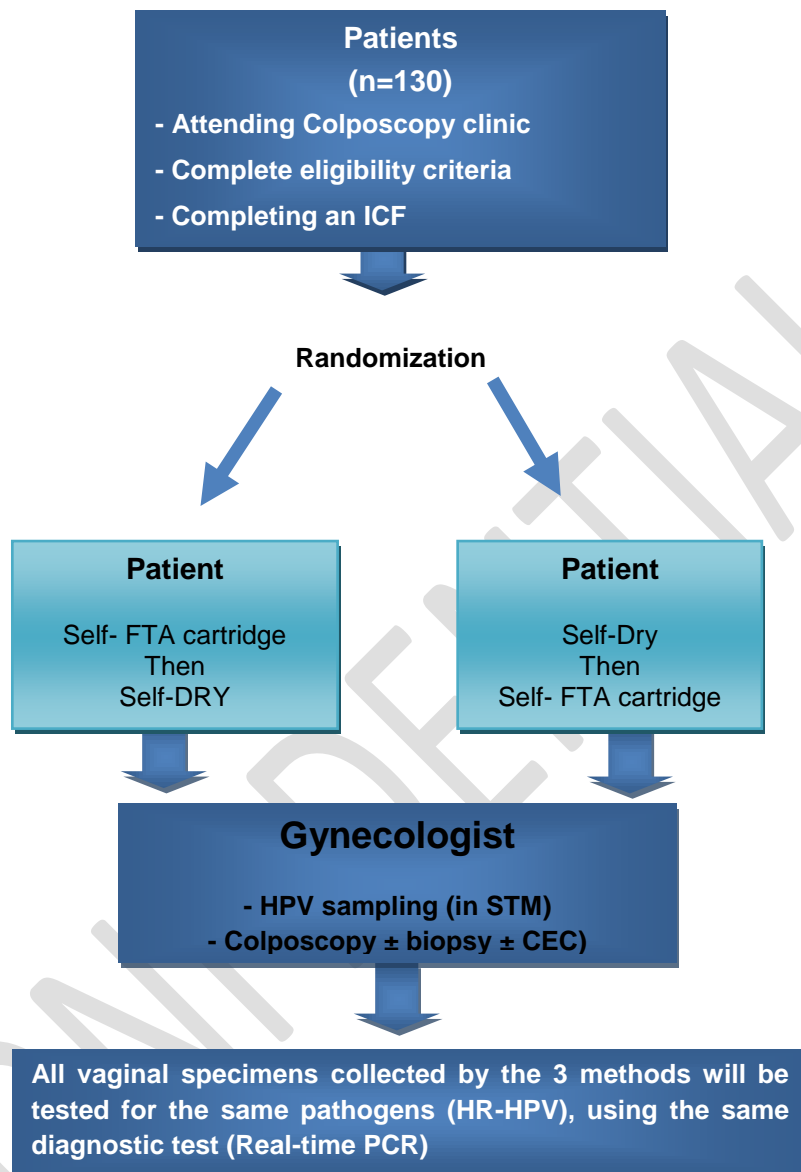 Patients
(n=130)
- Attending Colposcopy clinic
- Complete eligibility criteria
- Completing an ICF
Randomization
Patient
Self- FTA cartridge
Then
Self-DRY
Patient
Self-Dry
Then
Self- FTA cartridge
Gynecologist
- HPV sampling (in STM)
- Colposcopy ± biopsy ± CEC)
All vaginal specimens collected by the 3 methods will be
tested for the same pathogens (HR-HPV), using the same
diagnostic test (Real-time PCR)
CONFIDENTIAL